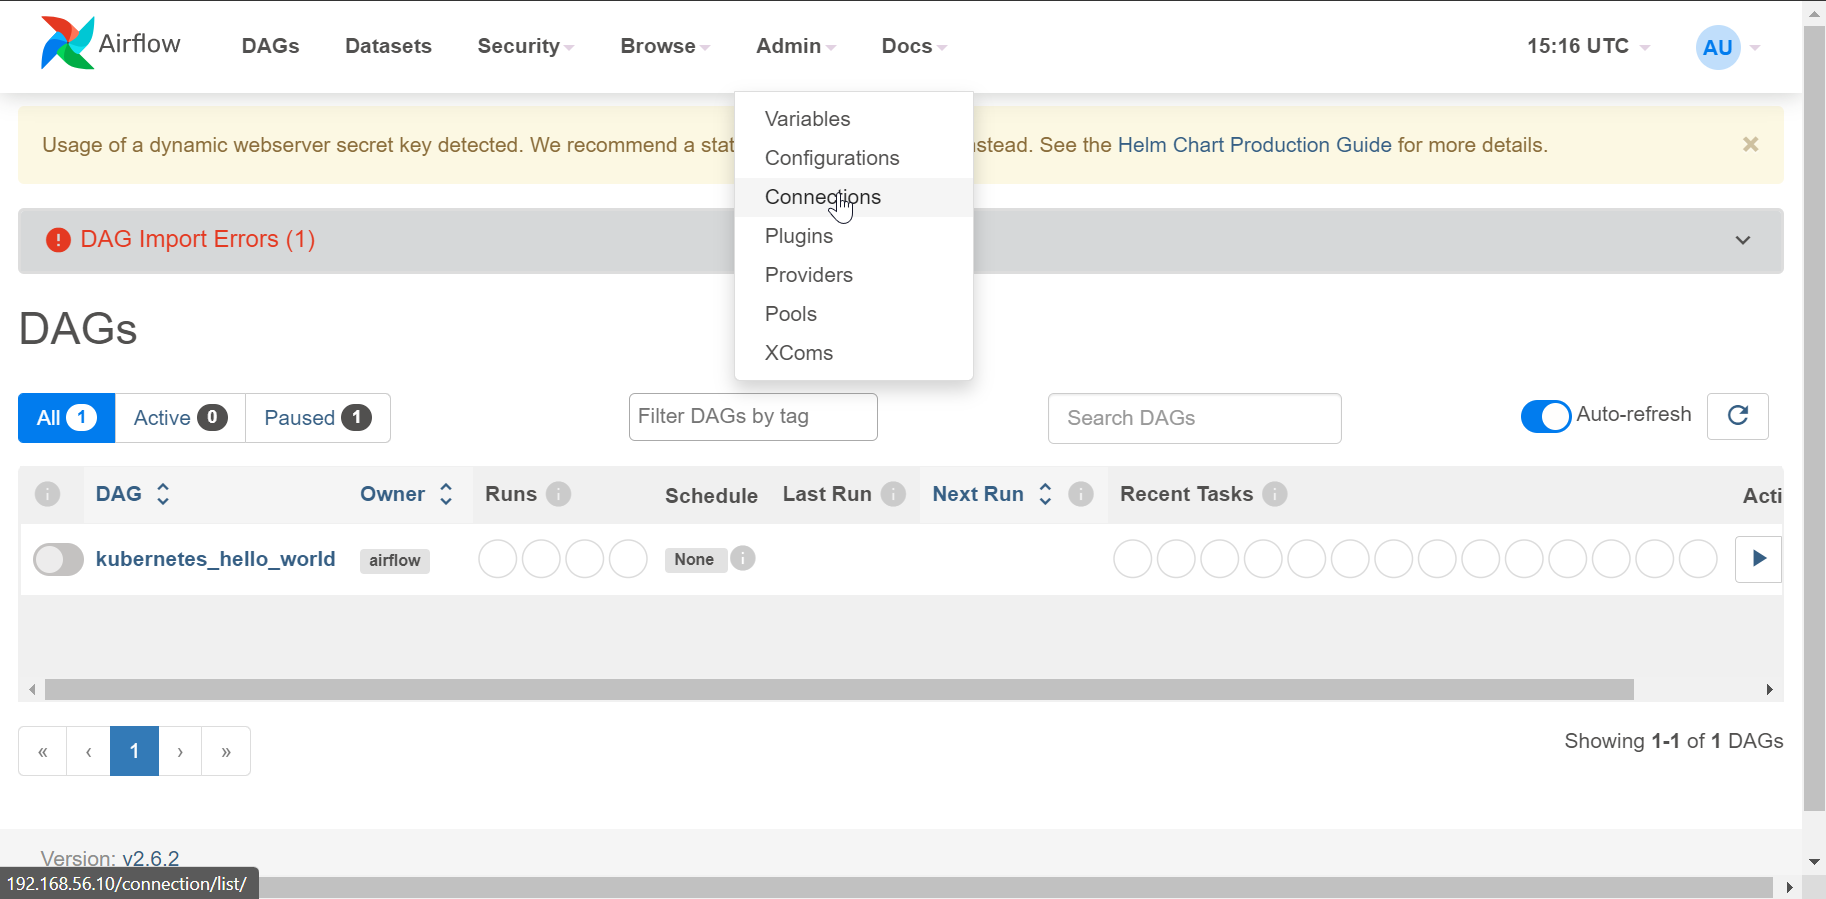 Airflow DAGs Datasets Security Browse Admin Docs 15:16 UTC AU
Variables
Configurations
Connections
Plugins
Providers
Pools
XComs
Usage of a dynamic webserver secret key detected. We recommend a stat nstead. See the Helm Chart Production Guide for more details. ×
! DAG Import Errors (1)
DAGs
All 1 Active 0 Paused 1 Filter DAGs by tag Search DAGs Auto-refresh
i DAG Owner Runs i Schedule Last Run i Next Run i Recent Tasks i Acti
kubernetes_hello_world airflow None i
« ‹ 1 › » Showing 1-1 of 1 DAGs
Version: v2.6.2
192.168.56.10/connection/list/